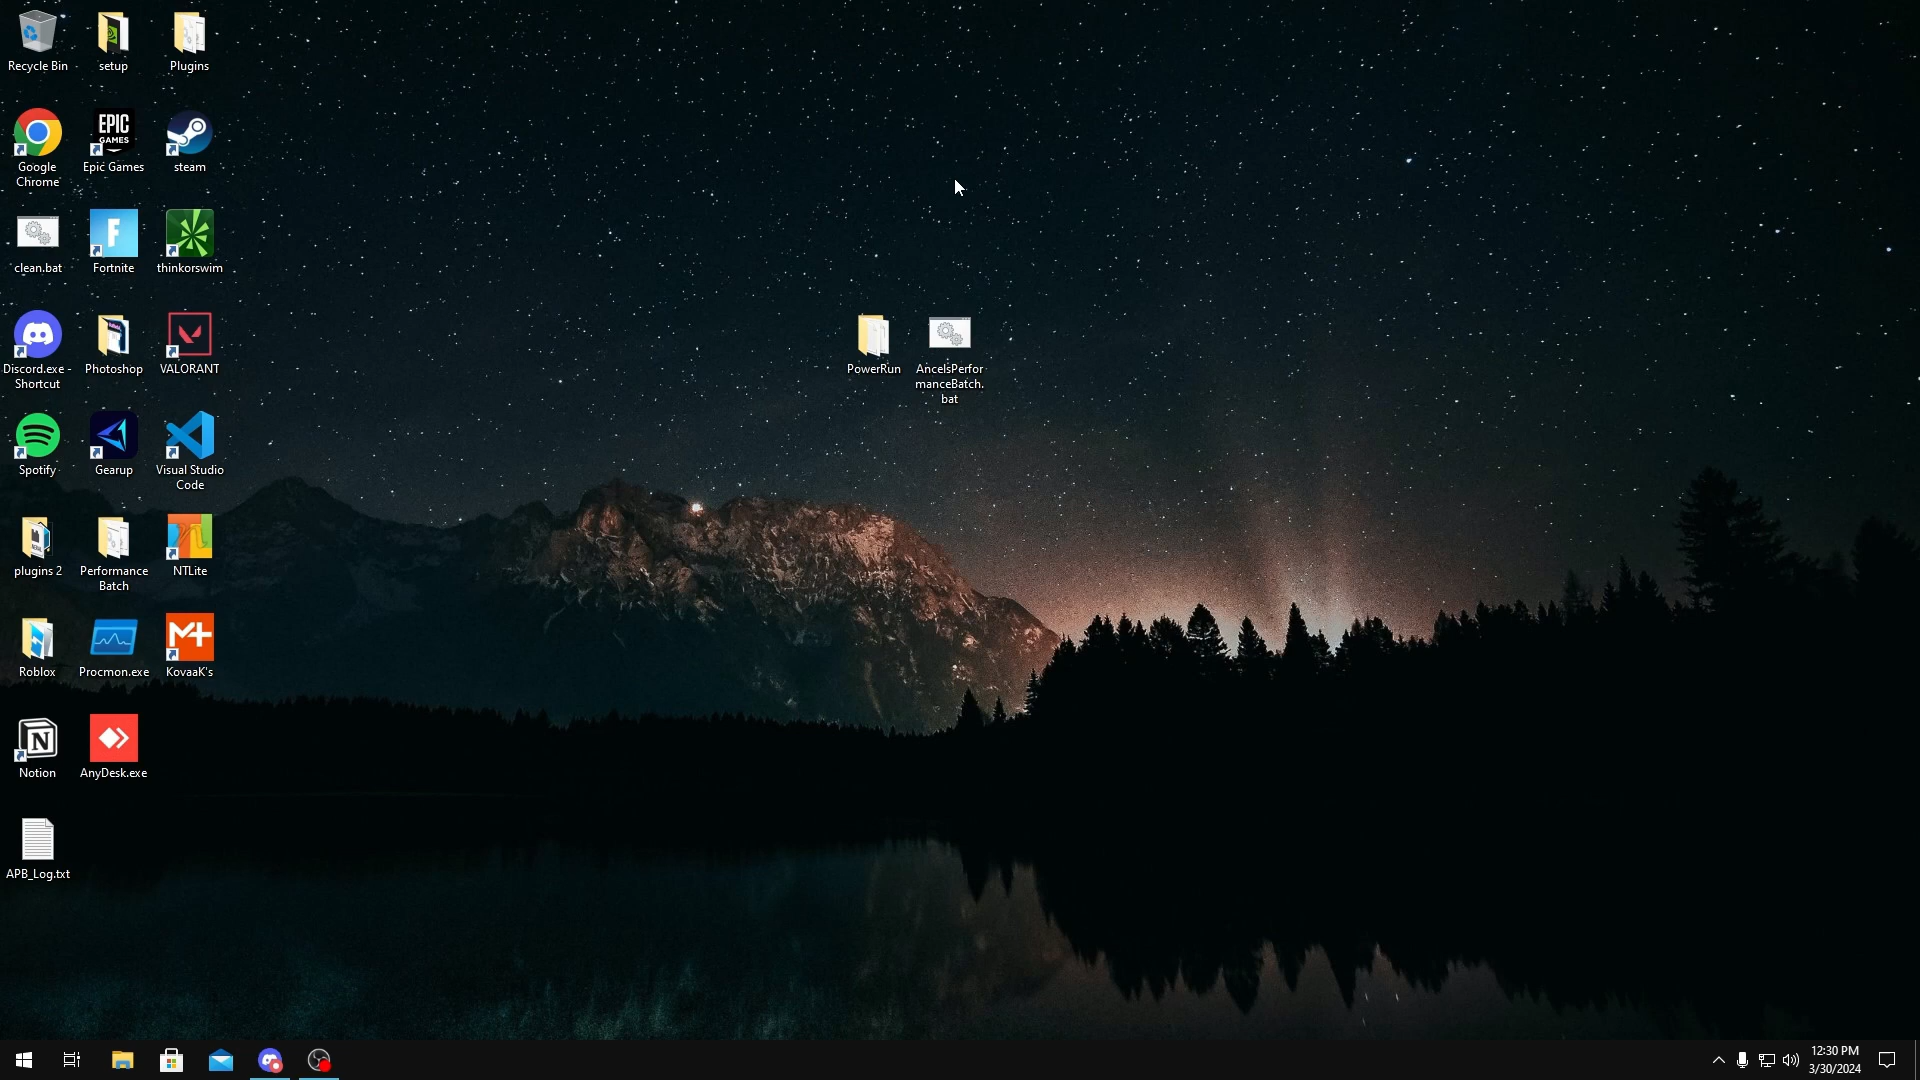 Recycle Bin
setup
Plugins
Google
Chrome
EPIC
GAMES
Epic Games
steam
clean.bat
F
Fortnite
thinkorswim
Discord.exe -
Shortcut
Photoshop
VALORANT
PowerRun
AncelsPerfor
manceBatch.
bat
Spotify
Gearup
Visual Studio
Code
plugins 2
Performance
Batch
NTLite
Roblox
Procmon.exe
KovaaK's
N
Notion
AnyDesk.exe
APB_Log.txt
12:30 PM
3/30/2024